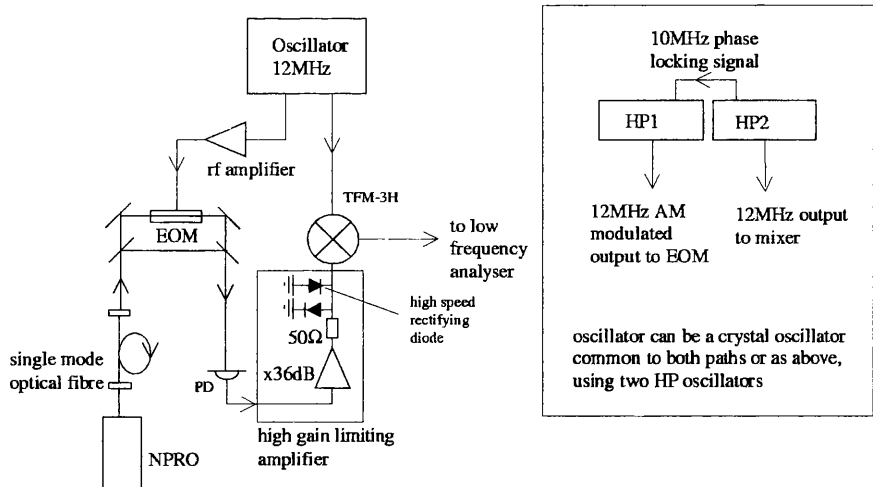 Oscillator
12MHz
rf amplifier
TFM-3H
EOM
to low
frequency
analyser
high speed
rectifying
diode
50Ω
x36dB
single mode
optical fibre
PD
high gain limiting
amplifier
NPRO
10MHz phase
locking signal
HP1
HP2
12MHz AM
modulated
output to EOM
12MHz output
to mixer
oscillator can be a crystal oscillator
common to both paths or as above,
using two HP oscillators